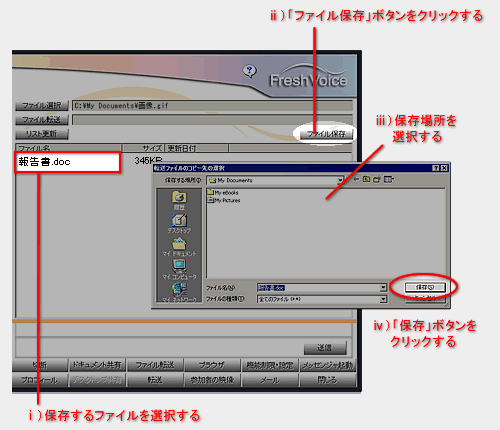 ⅱ）「ファイル保存」ボタンをクリックする
FreshVoice
ファイル選択 C:¥My Documents¥画像.gif
ファイル転送
リスト更新 ファイル保存
ファイル名 サイズ 更新日付
報告書.doc 345KB
ⅲ）保存場所を
選択する
転送ファイルのコピー先の選択
保存する場所(I): My Documents
My eBooks
My Pictures
履歴
デスクトップ
マイ ドキュメント
マイ コンピュータ
マイ ネットワーク
ファイル名(N): 報告書.doc 保存(S)
ファイルの種類(T): 全てのファイル (*.*) キャンセル
ⅳ）「保存」ボタンを
クリックする
送信
切断 ドキュメント共有 ファイル転送 ブラウザ 機能制限・設定 メッセンジャ起動
プロフィール デスクトップ共有 転送 参加者の映像 メール 閉じる
ⅰ）保存するファイルを選択する